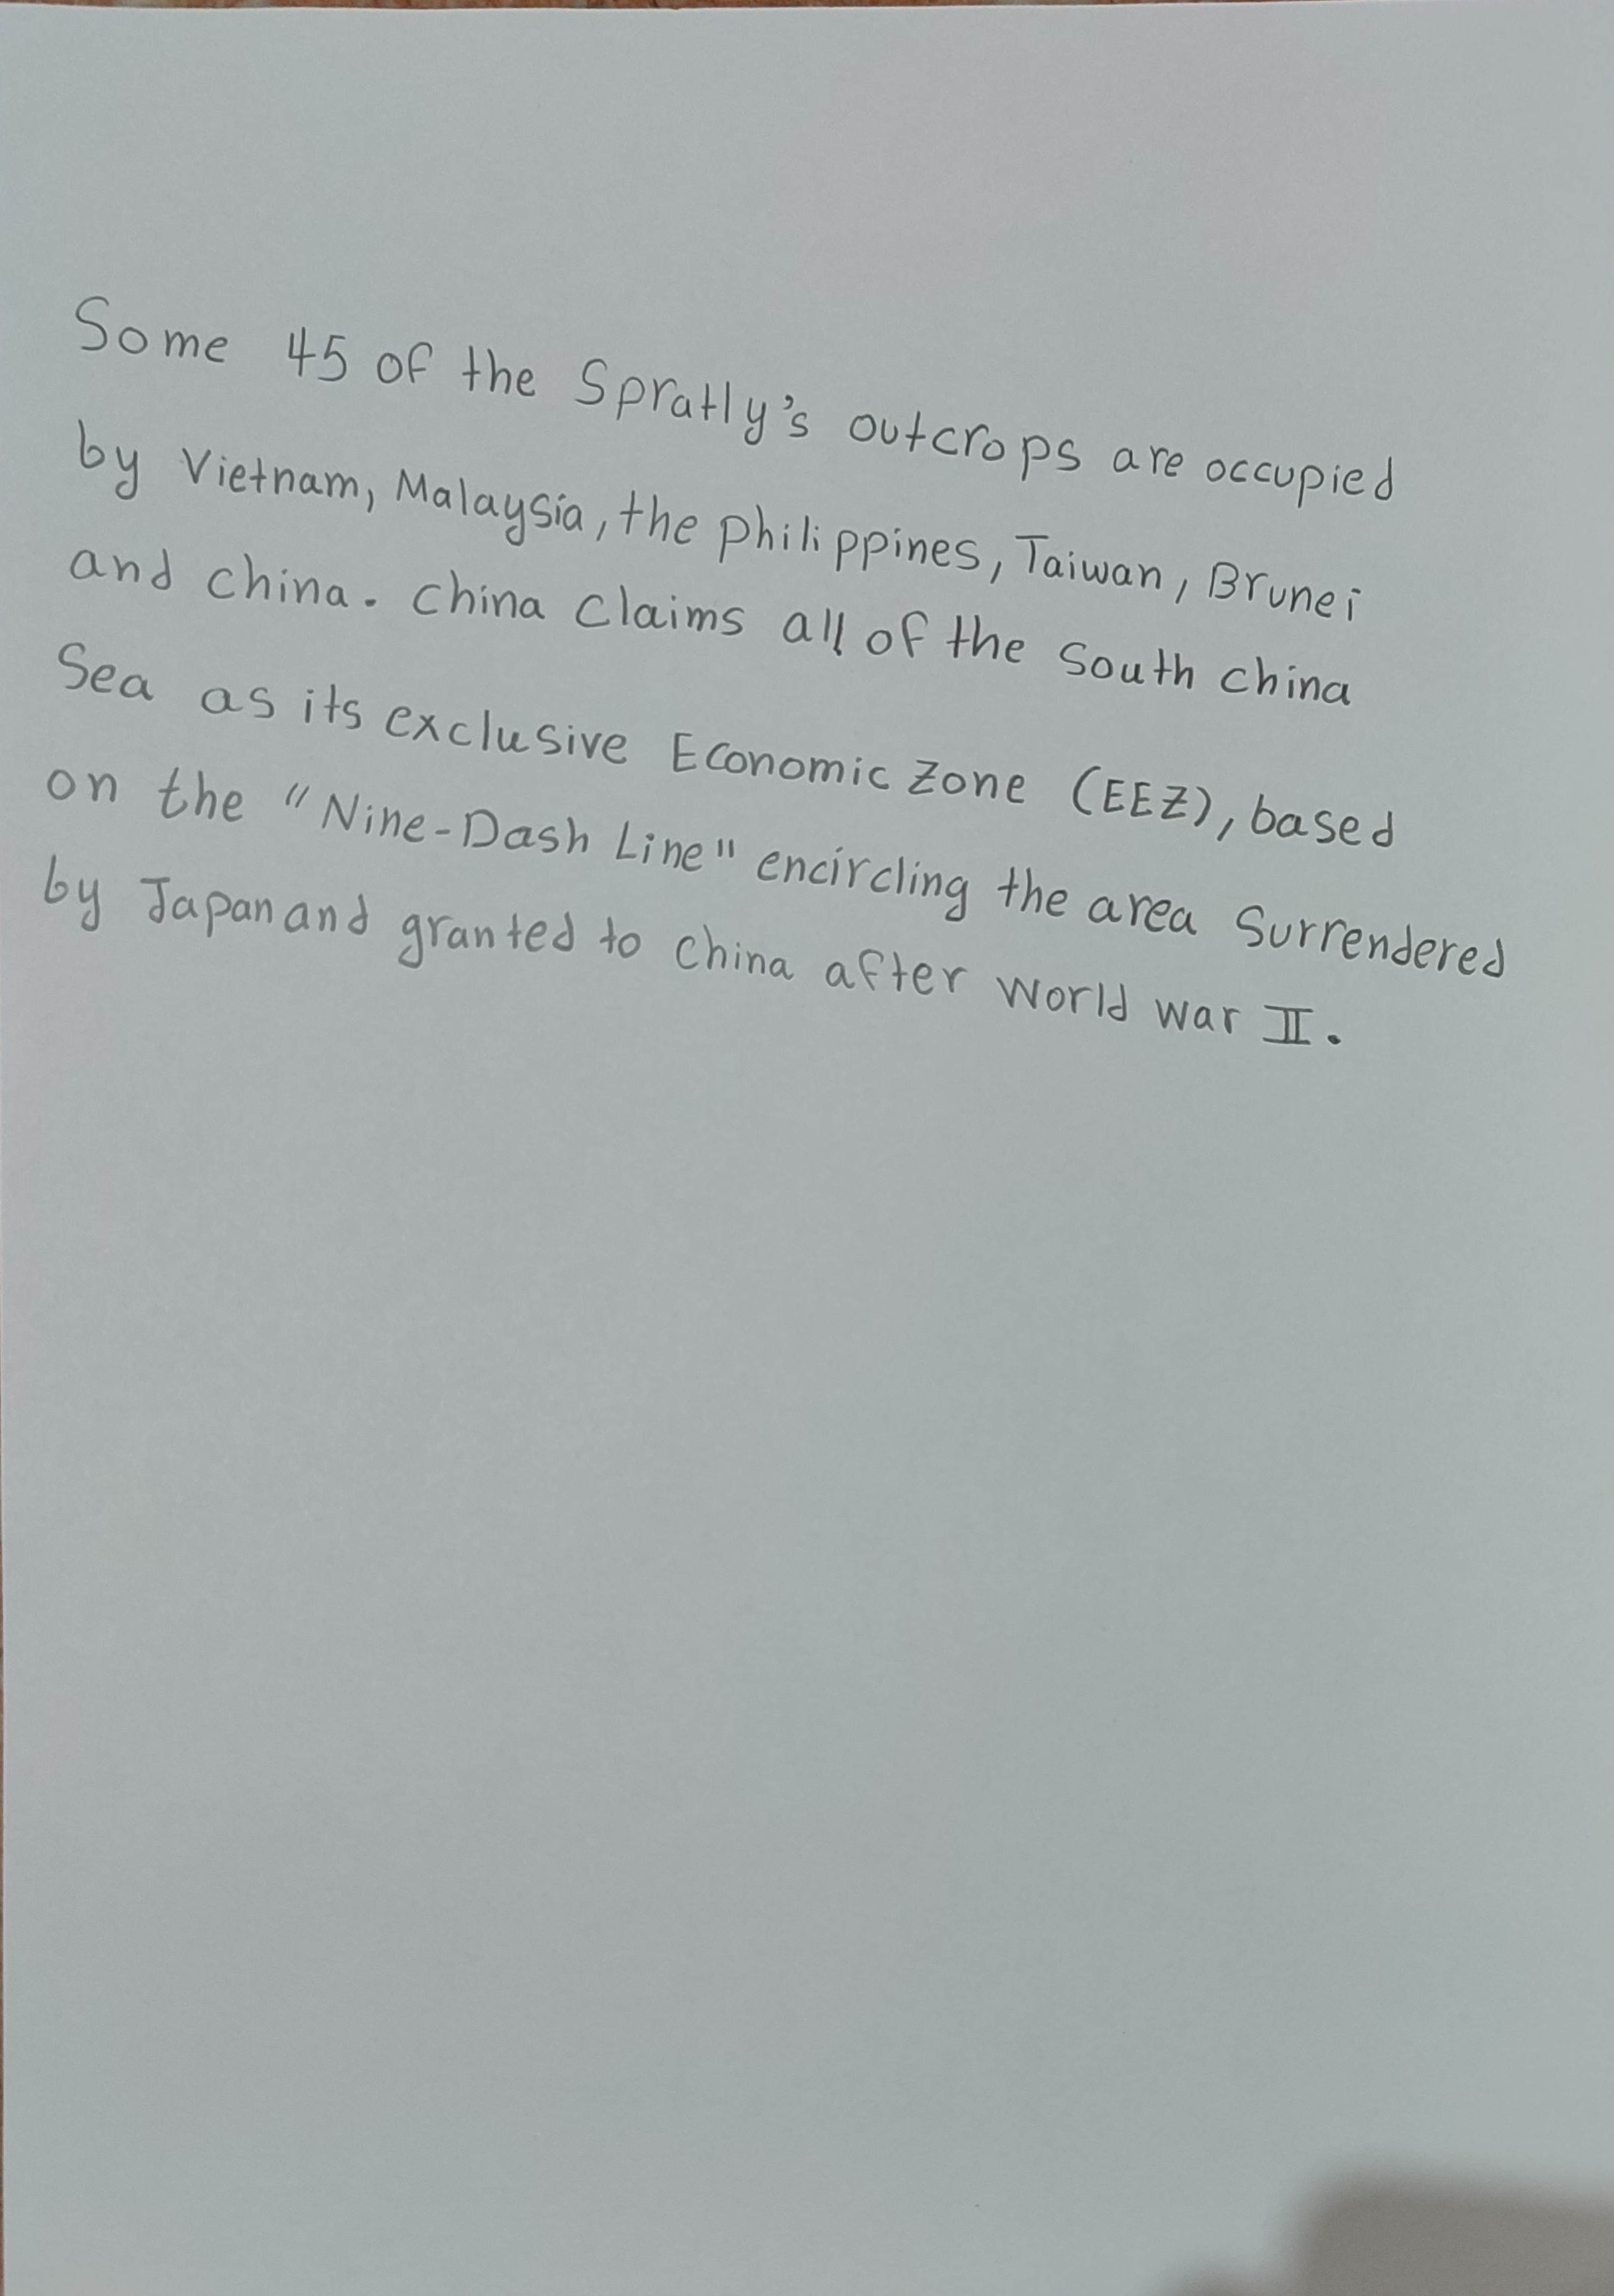 Some 45 of the Spratly's outcrops are occupied
by Vietnam, Malaysia, the philippines, Taiwan, Brunei
and china. china claims all of the south china
Sea as its exclusive Economic Zone (EEZ), based
on the "Nine-Dash Line" encircling the area surrendered
by Japan and granted to china after world war II.